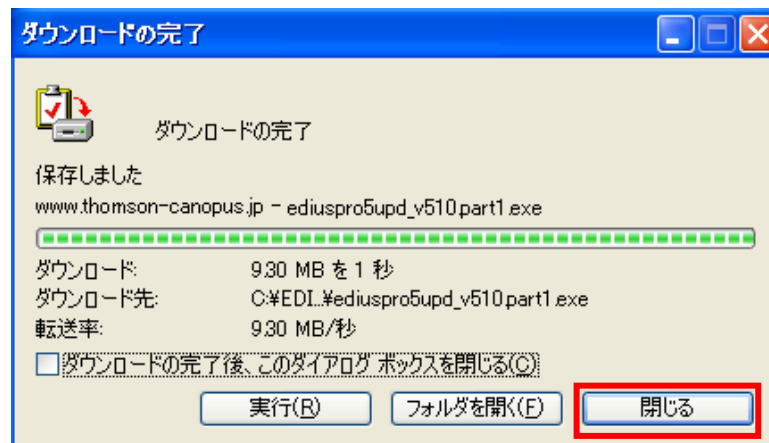 ダウンロードの完了
ダウンロードの完了
保存しました
www.thomson-canopus.jp - ediuspro5upd_v510.part1.exe
ダウンロード: 9.30 MB を 1 秒
ダウンロード先: C:¥EDI...¥ediuspro5upd_v510.part1.exe
転送率: 9.30 MB/秒
ダウンロードの完了後、このダイアログ ボックスを閉じる(C)
実行(R) フォルダを開く(F) 閉じる